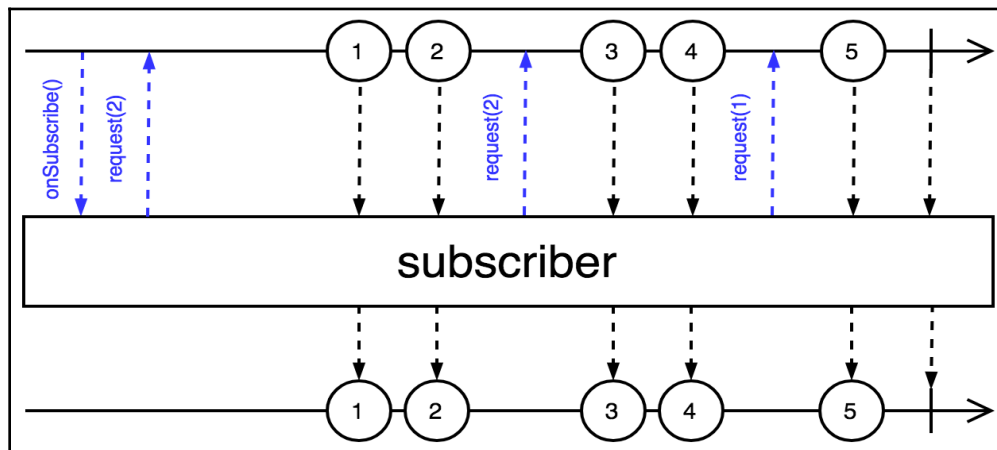 1 2 3 4 5
onSubscribe()
request(2)
request(2)
request(1)
subscriber
1 2 3 4 5